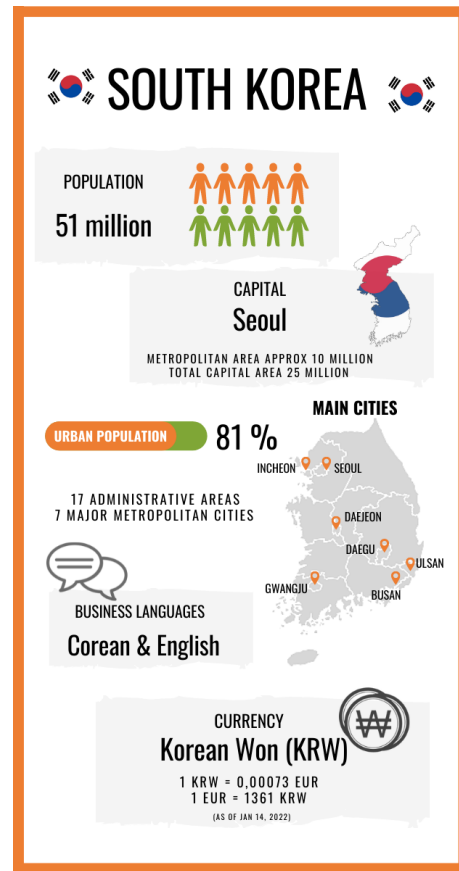 SOUTH KOREA
POPULATION
51 million
CAPITAL
Seoul
METROPOLITAN AREA APPROX 10 MILLION
TOTAL CAPITAL AREA 25 MILLION
MAIN CITIES
URBAN POPULATION 81 %
INCHEON SEOUL
17 ADMINISTRATIVE AREAS
7 MAJOR METROPOLITAN CITIES
DAEJEON
DAEGU
ULSAN
GWANGJU
BUSAN
BUSINESS LANGUAGES
Corean & English
CURRENCY
₩
Korean Won (KRW)
1 KRW = 0,00073 EUR
1 EUR = 1361 KRW
(AS OF JAN 14, 2022)